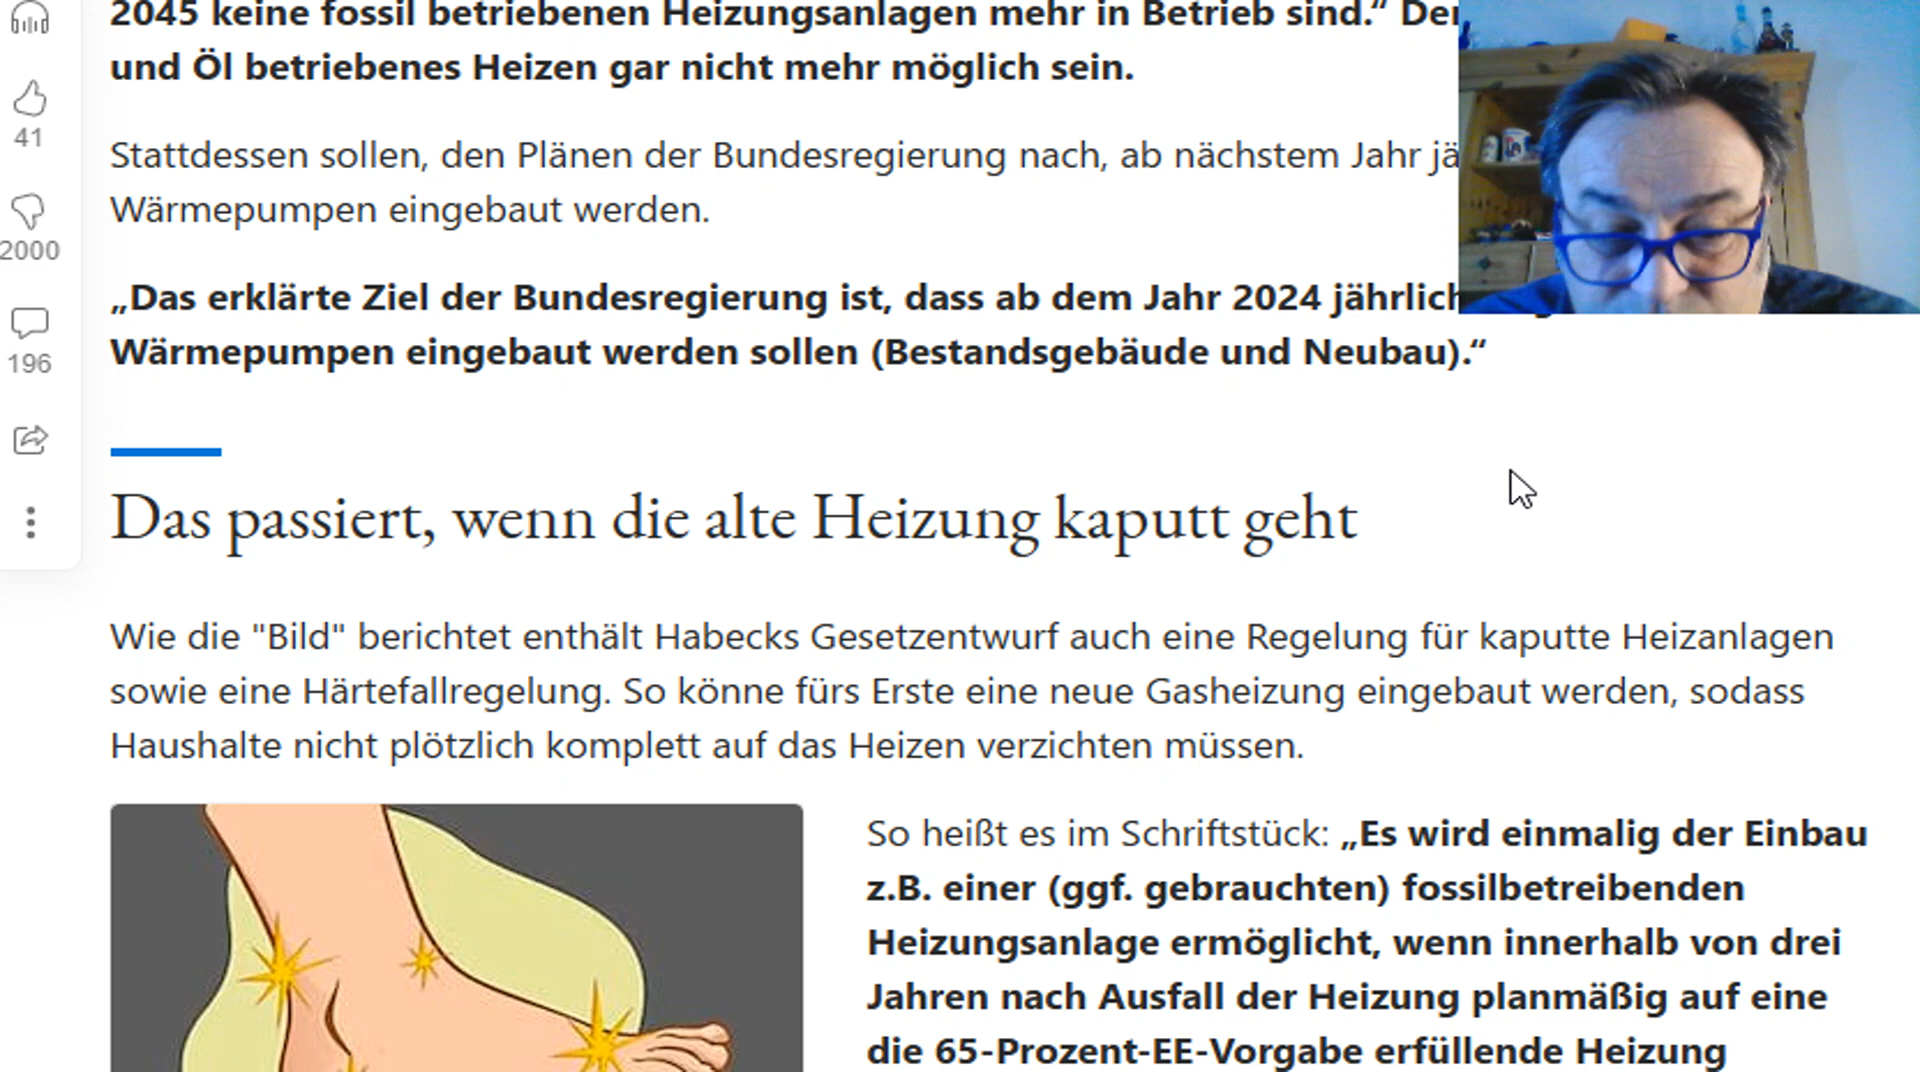 2045 keine fossil betriebenen Heizungsanlagen mehr in Betrieb sind.“
und Öl betriebenes Heizen gar nicht mehr möglich sein.
41
Stattdessen sollen, den Plänen der Bundesregierung nach, ab nächstem Jahr
Wärmepumpen eingebaut werden.
2000
„Das erklärte Ziel der Bundesregierung ist, dass ab dem Jahr 2024 jährlich
Wärmepumpen eingebaut werden sollen (Bestandsgebäude und Neubau).“
196
Das passiert, wenn die alte Heizung kaputt geht
Wie die "Bild" berichtet enthält Habecks Gesetzentwurf auch eine Regelung für kaputte Heizanlagen
sowie eine Härtefallregelung. So könne fürs Erste eine neue Gasheizung eingebaut werden, sodass
Haushalte nicht plötzlich komplett auf das Heizen verzichten müssen.
So heißt es im Schriftstück: „Es wird einmalig der Einbau
z.B. einer (ggf. gebrauchten) fossilbetreibenden
Heizungsanlage ermöglicht, wenn innerhalb von drei
Jahren nach Ausfall der Heizung planmäßig auf eine
die 65-Prozent-EE-Vorgabe erfüllende Heizung